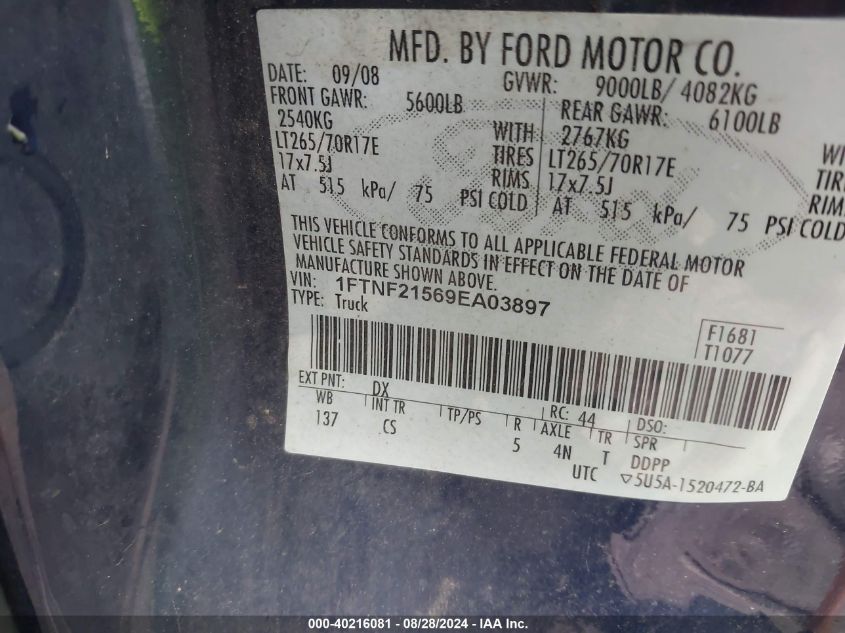 MFD. BY FORD MOTOR CO.
DATE: 09/08 GVWR: 9000LB/ 4082KG
FRONT GAWR: 5600LB REAR GAWR: 6100LB
2540KG WITH 2767KG WI
LT265/70R17E TIRES LT265/70R17E TIR
17x7.5J RIMS 17x7.5J RIM
AT 515 kPa/ 75 PSI COLD AT 515 kPa/ 75 PSI COLD
THIS VEHICLE CONFORMS TO ALL APPLICABLE FEDERAL MOTOR
VEHICLE SAFETY STANDARDS IN EFFECT ON THE DATE OF
MANUFACTURE SHOWN ABOVE.
VIN: 1FTNF21569EA03897
TYPE: Truck
F1681
T1077
EXT PNT: DX RC: 44 DSO:
WB INT TR TP/PS R AXLE TR SPR
137 CS 5 4N T DDPP
UTC ▽5U5A-1520472-BA
000-40216081 - 08/28/2024 - IAA Inc.